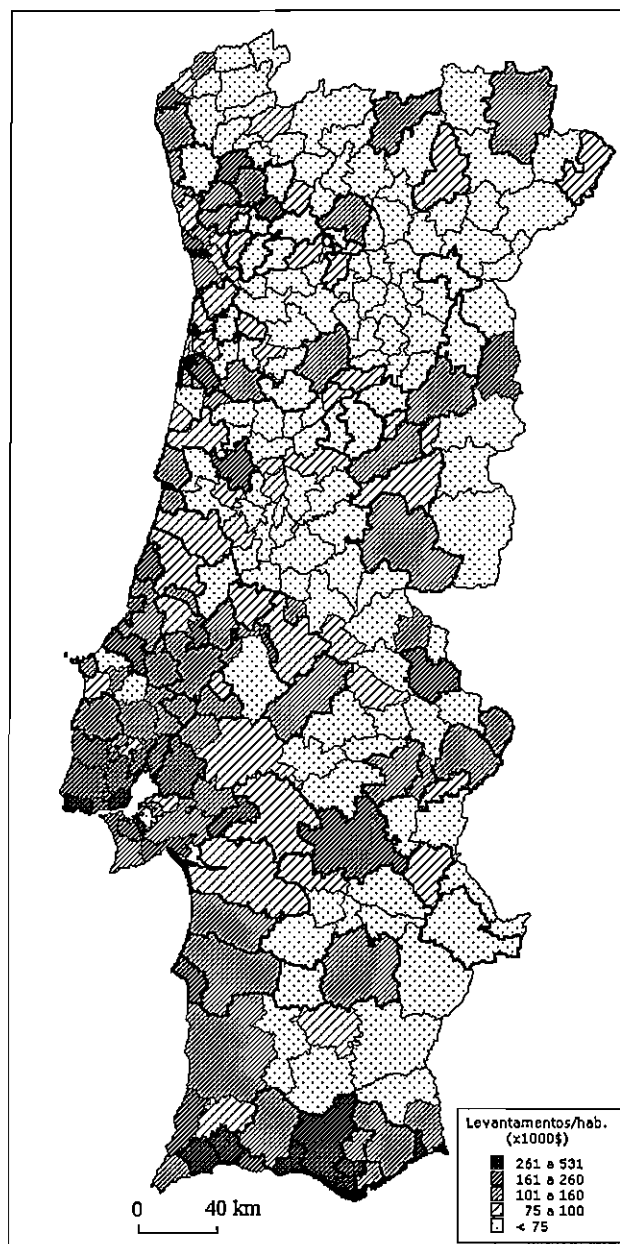 Levantamentos/hab.
(x1000$)
261 a 531
161 a 260
101 a 160
75 a 100
< 75
0 40 km